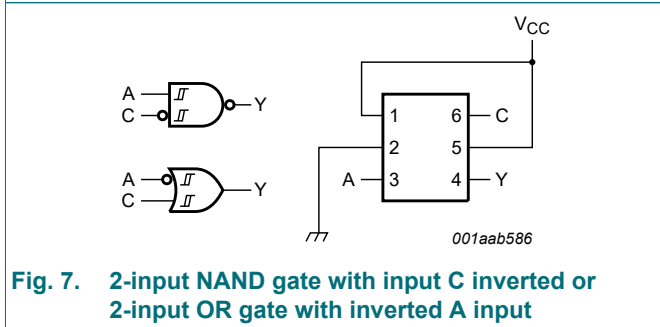 V_CC
A
C
Y
A
C
Y
1 6 C
2 5
A 3 4 Y
001aab586
Fig. 7. 2-input NAND gate with input C inverted or
2-input OR gate with inverted A input